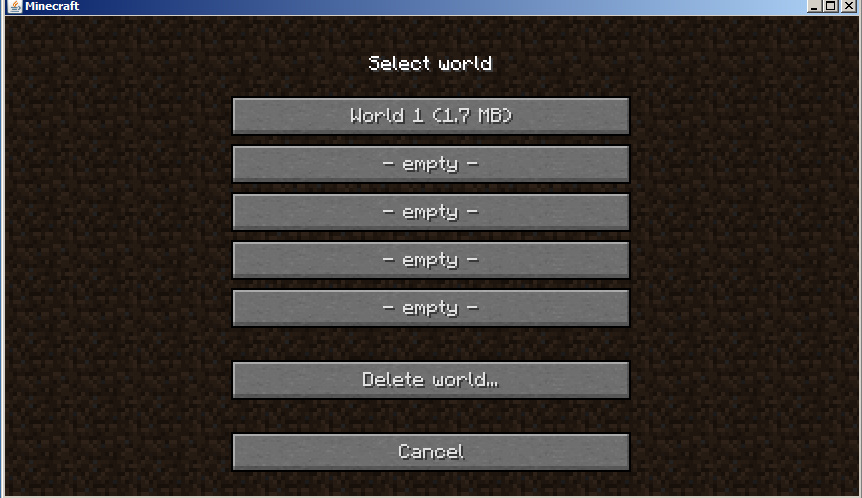 Minecraft
Select world
World 1 (1.7 MB)
- empty -
- empty -
- empty -
- empty -
Delete world...
Cancel